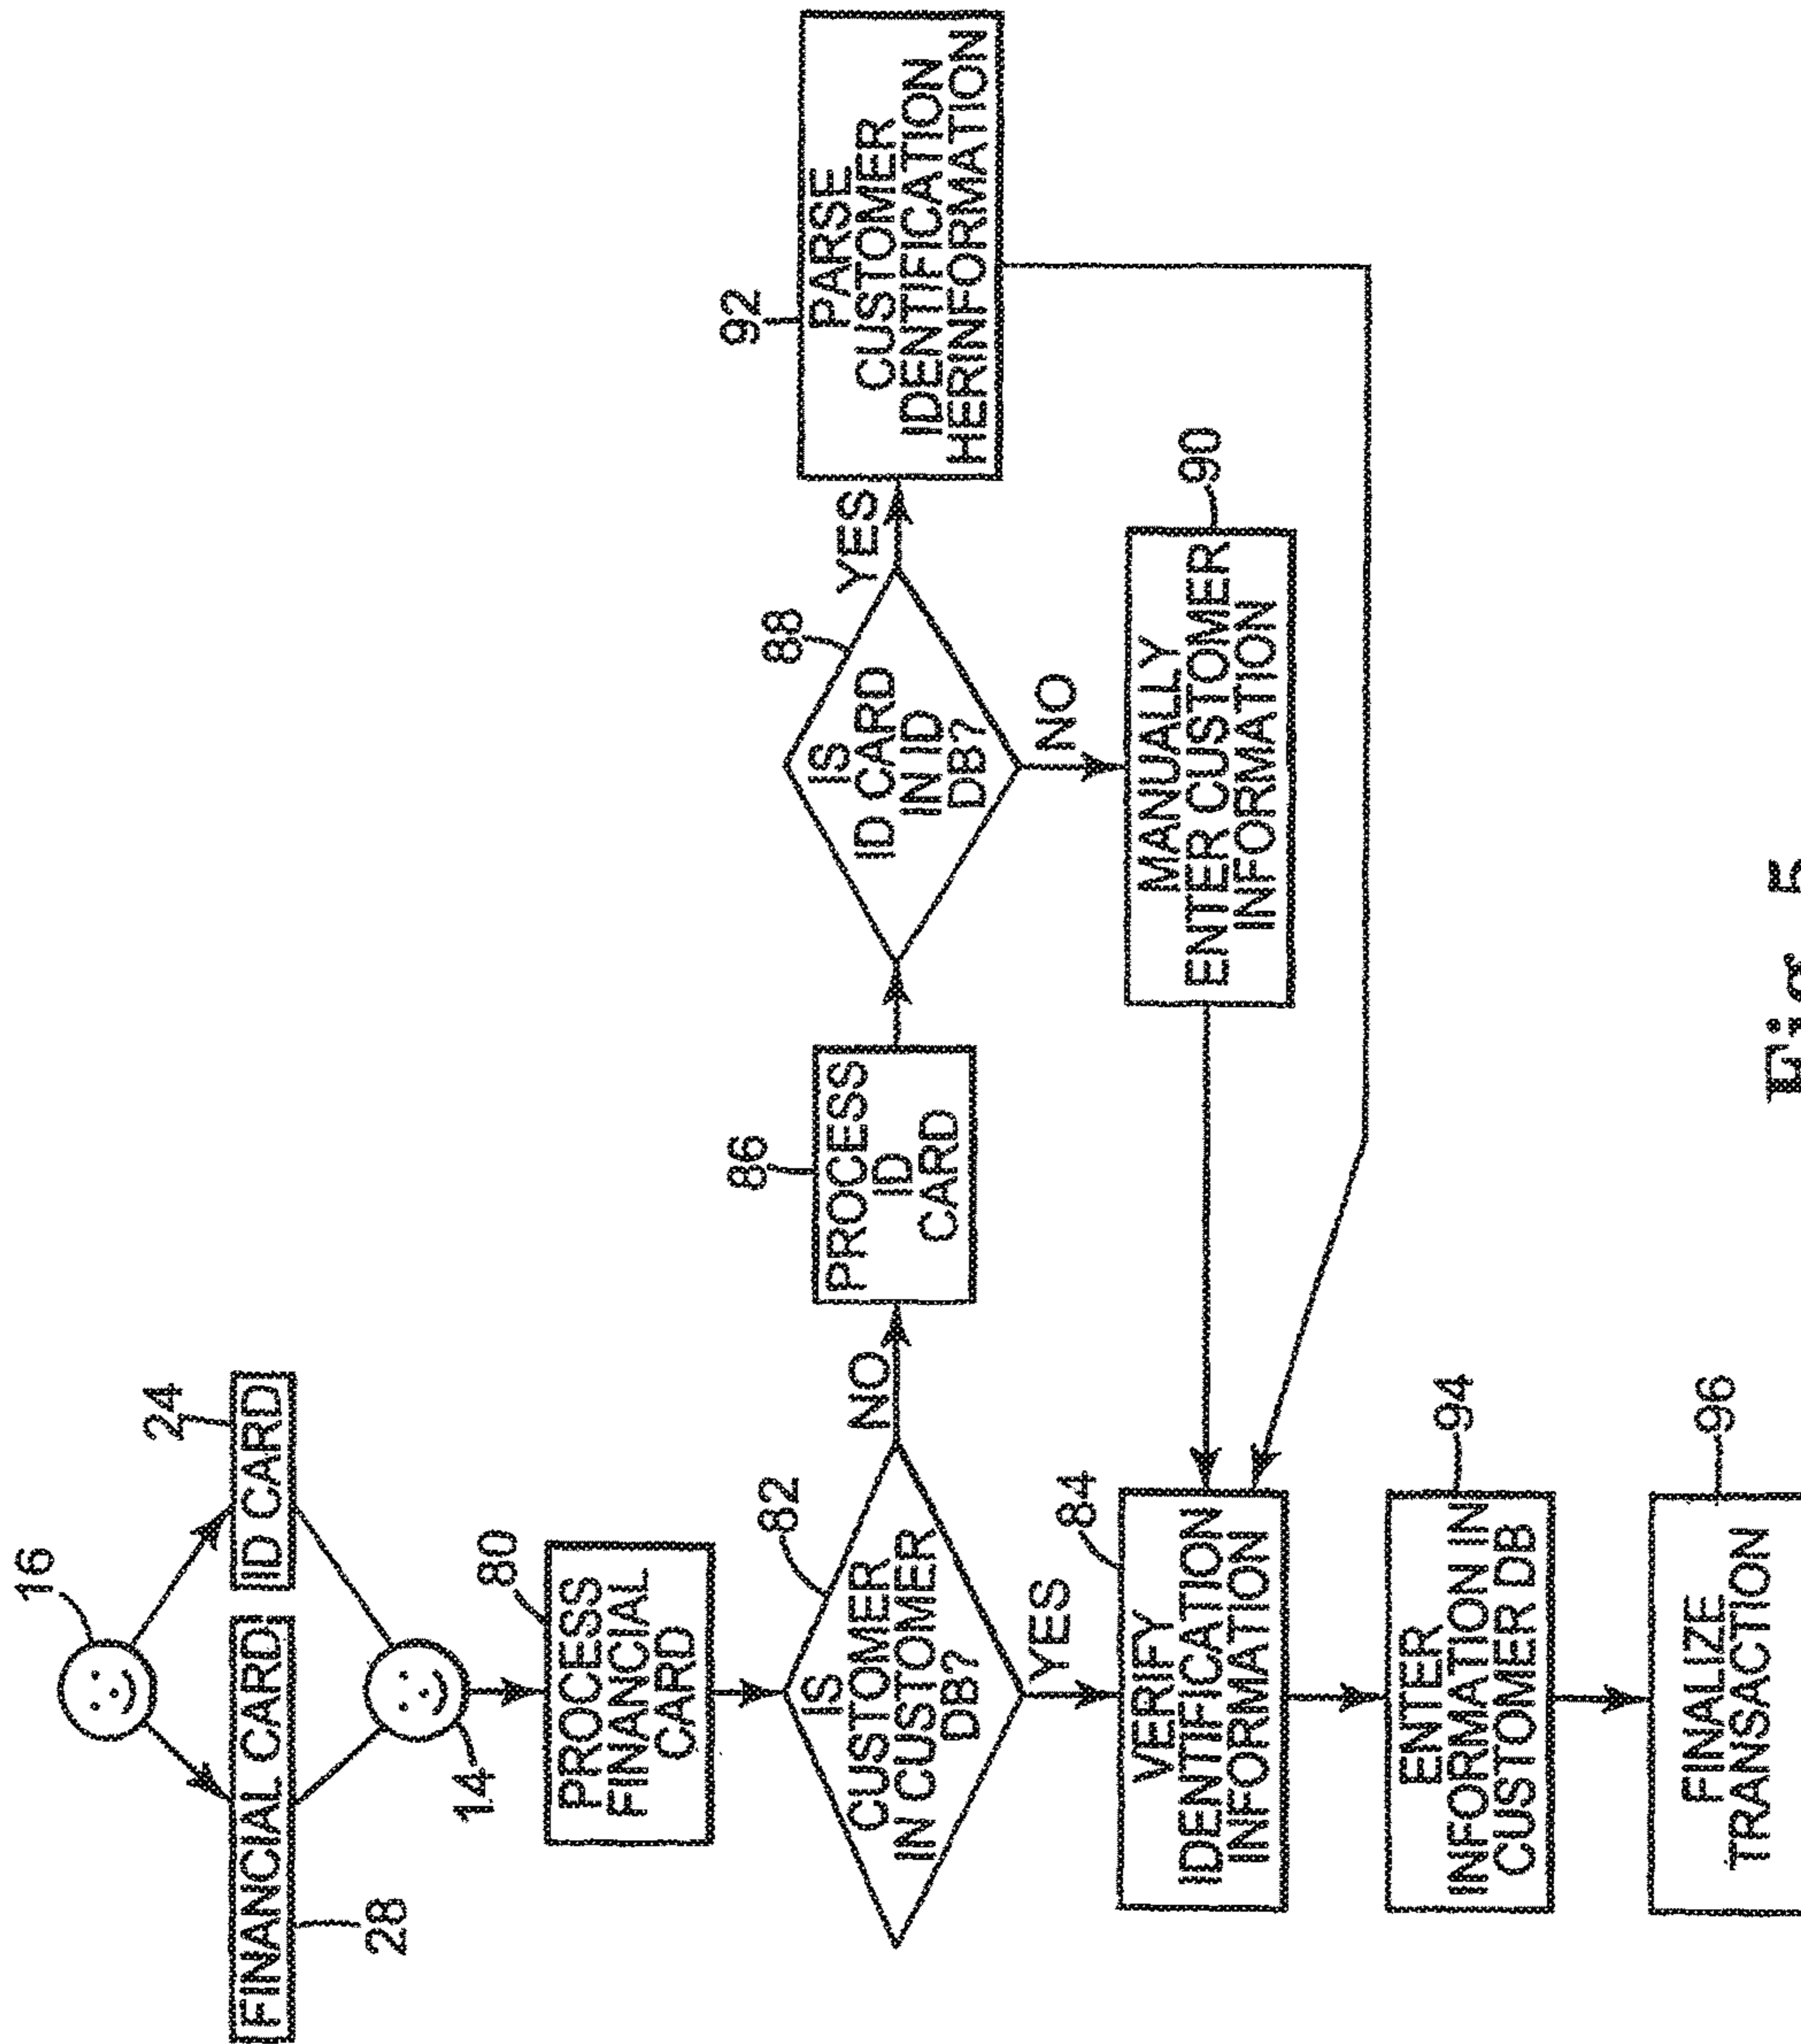 16
24
FINANCIAL CARD
ID CARD
28
14
80
PROCESS
FINANCIAL
CARD
82
IS
CUSTOMER
IN CUSTOMER
DB?
NO
YES
86
PROCESS
ID
CARD
88
IS
ID CARD
IN ID
DB?
YES
NO
92
PARSE
CUSTOMER
IDENTIFICATION
HERINFORMATION
90
MANUALLY
ENTER CUSTOMER
INFORMATION
84
VERIFY
IDENTIFICATION
INFORMATION
94
ENTER
INFORMATION IN
CUSTOMER DB
96
FINALIZE
TRANSACTION
Fig. 5